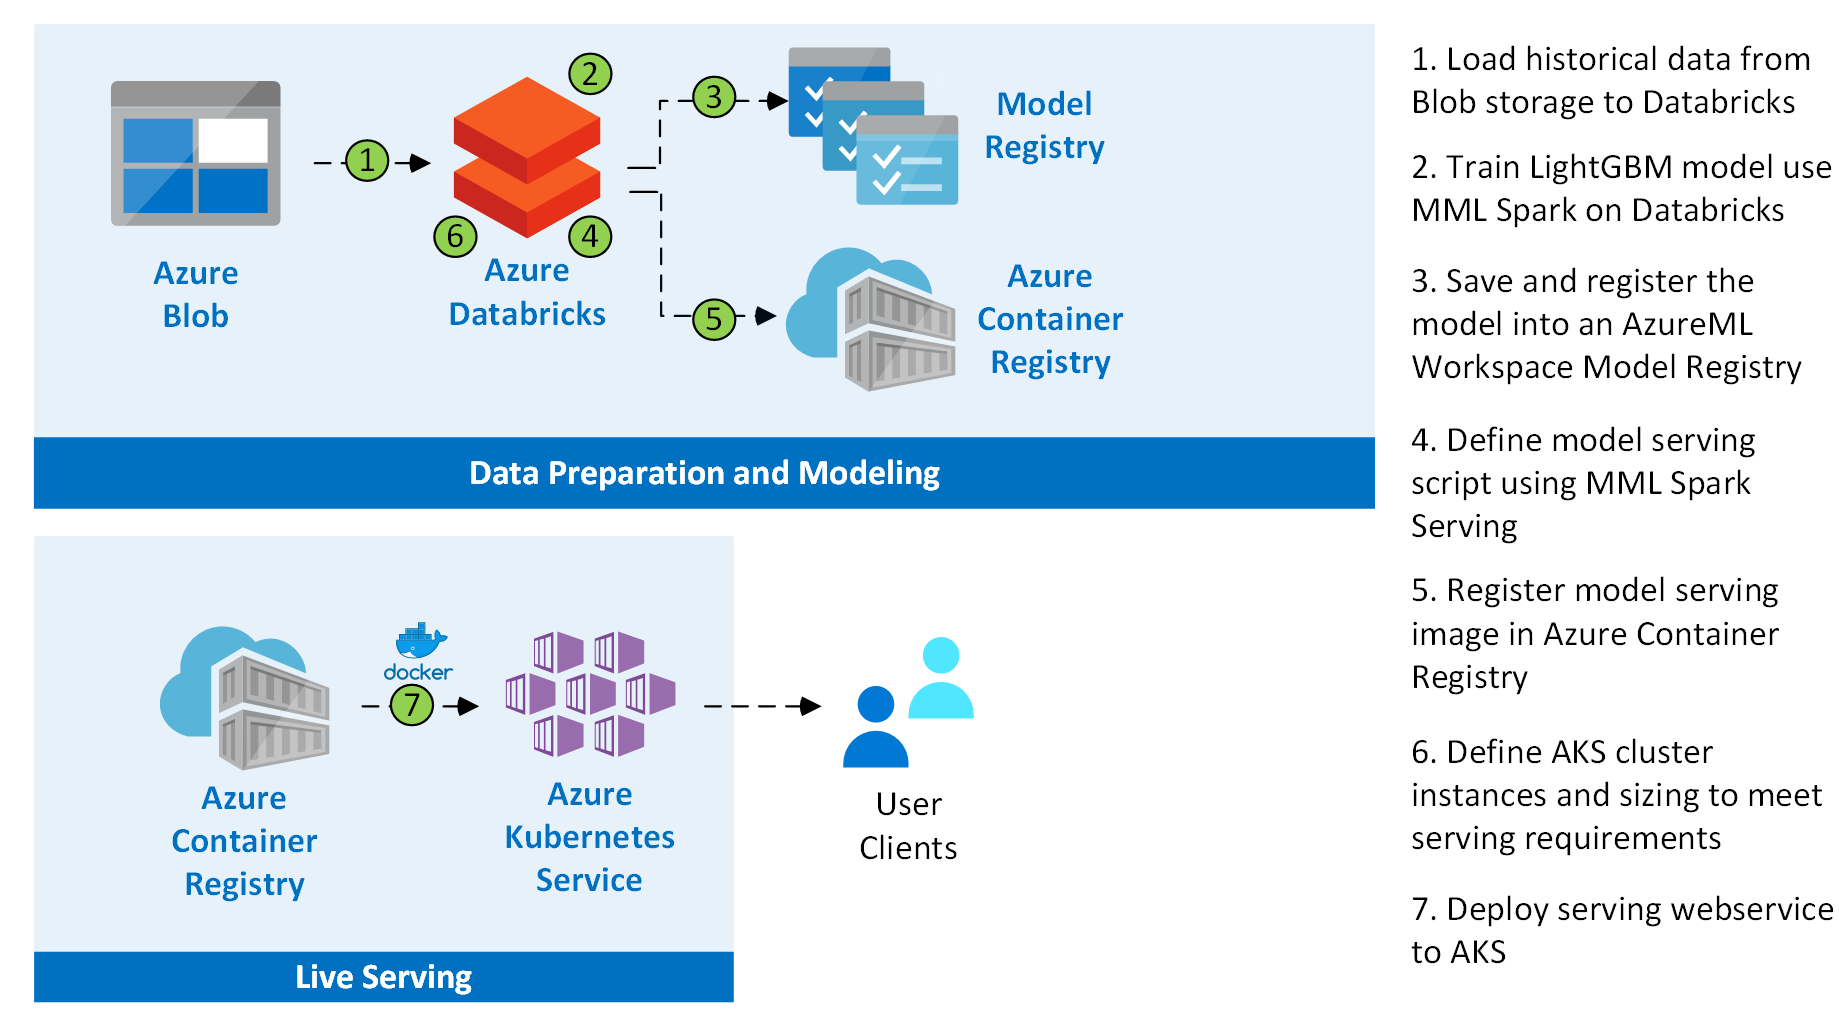 2
3
Model
Registry
1
6
4
Azure
Blob
Azure
Databricks
5
Azure
Container
Registry
Data Preparation and Modeling
docker
7
Azure
Container
Registry
Azure
Kubernetes
Service
User
Clients
Live Serving
1. Load historical data from
Blob storage to Databricks
2. Train LightGBM model use
MML Spark on Databricks
3. Save and register the
model into an AzureML
Workspace Model Registry
4. Define model serving
script using MML Spark
Serving
5. Register model serving
image in Azure Container
Registry
6. Define AKS cluster
instances and sizing to meet
serving requirements
7. Deploy serving webservice
to AKS